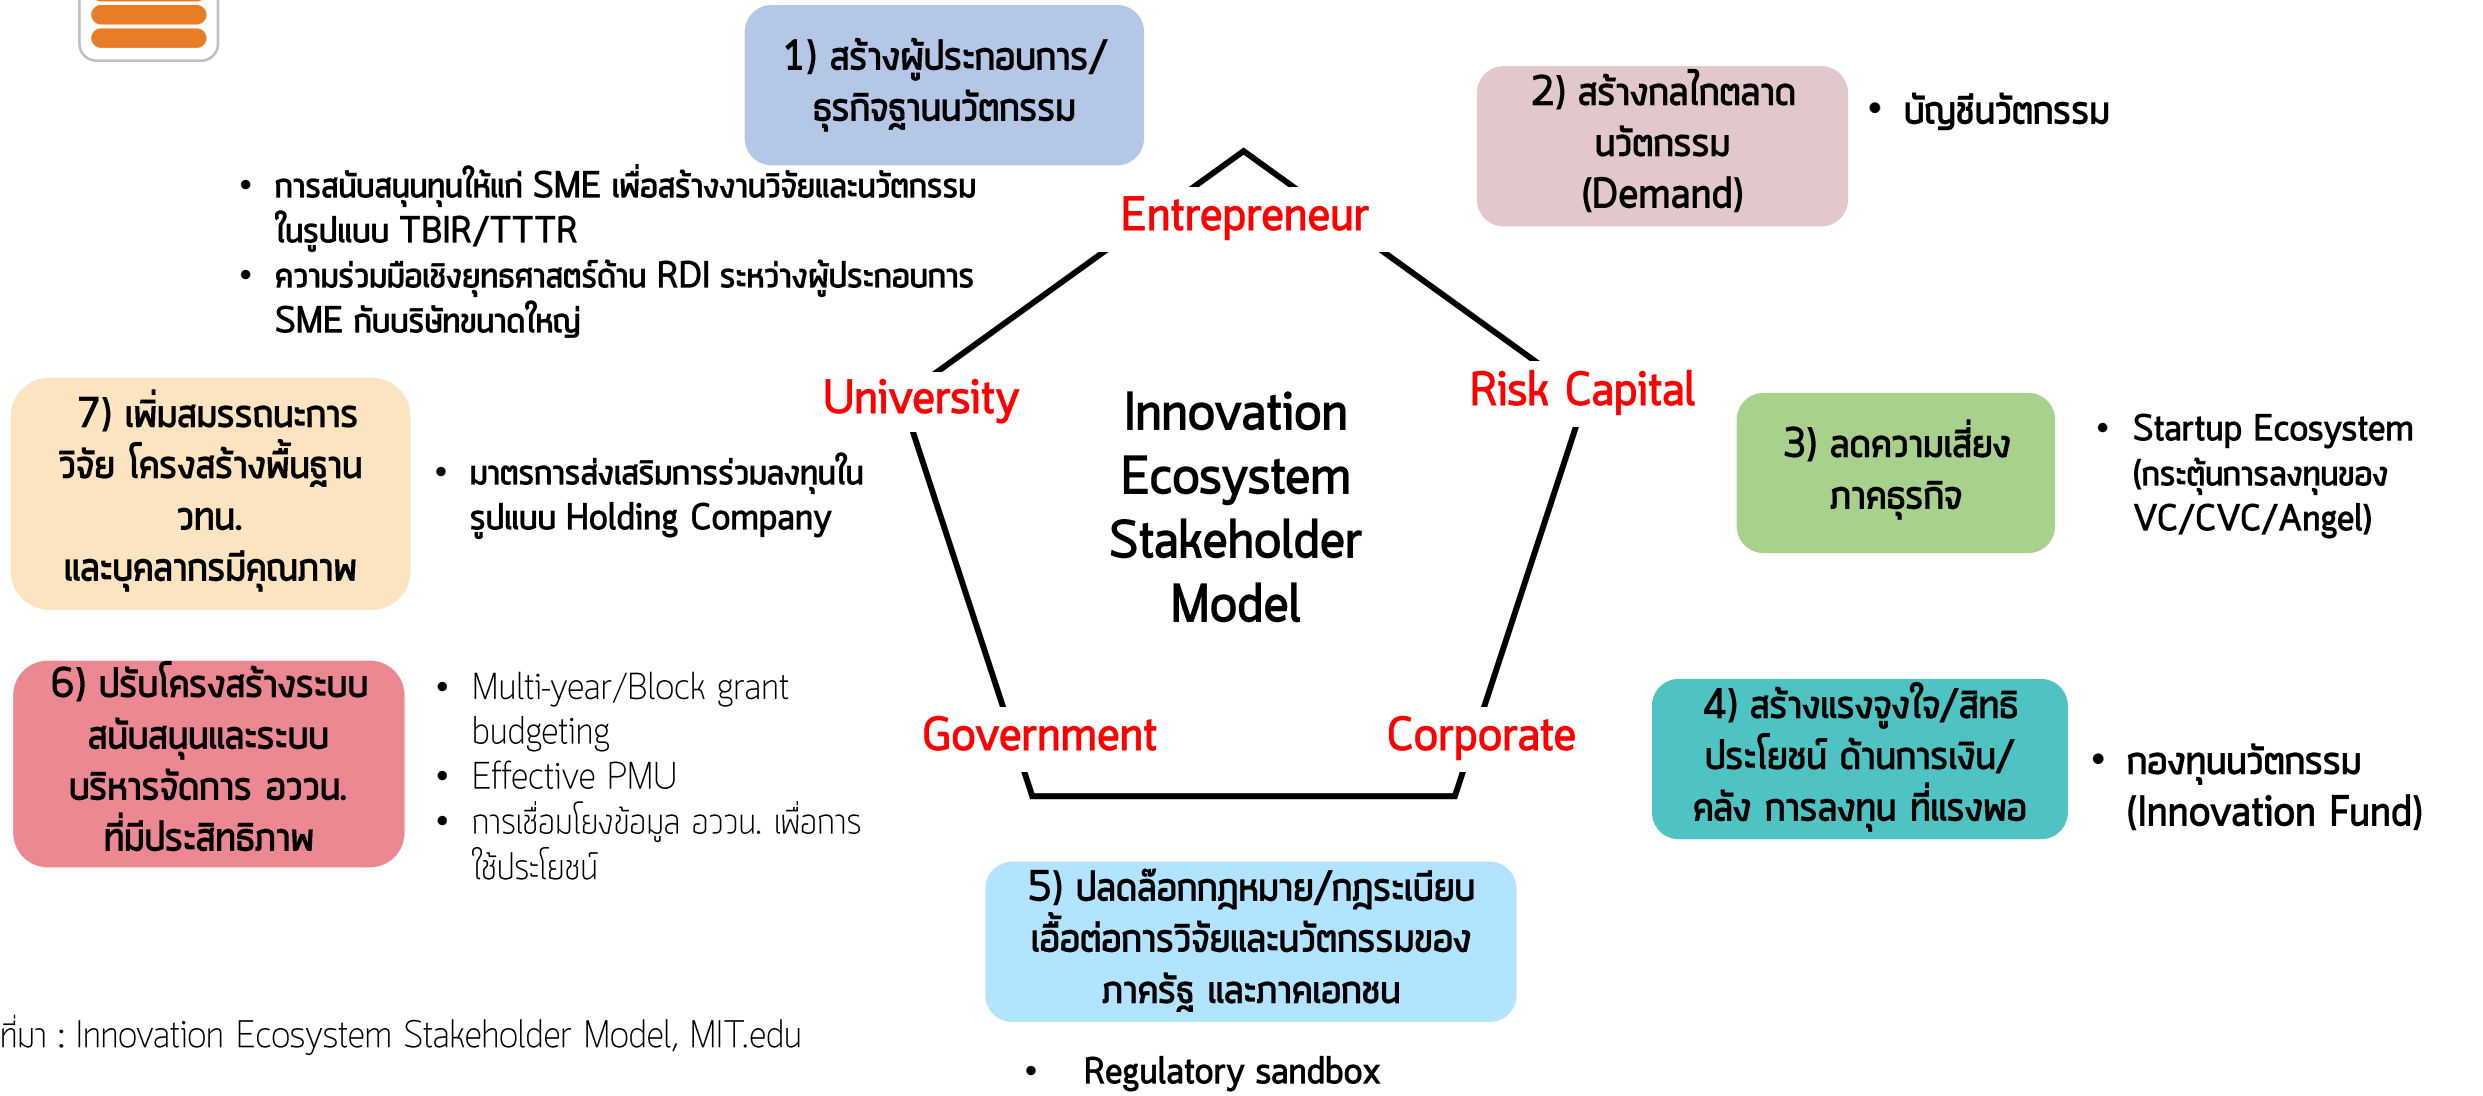 1) สร้างผู้ประกอบการ/
ธุรกิจฐานนวัตกรรม
• การสนับสนุนทุนให้แก่ SME เพื่อสร้างงานวิจัยและนวัตกรรม
ในรูปแบบ TBIR/TTTR
• ความร่วมมือเชิงยุทธศาสตร์ด้าน RDI ระหว่างผู้ประกอบการ
SME กับบริษัทขนาดใหญ่
2) สร้างกลไกตลาด
นวัตกรรม
(Demand)
• บัญชีนวัตกรรม
Entrepreneur
University
Risk Capital
Innovation
Ecosystem
Stakeholder
Model
Government
Corporate
3) ลดความเสี่ยง
ภาคธุรกิจ
• Startup Ecosystem
(กระตุ้นการลงทุนของ
VC/CVC/Angel)
4) สร้างแรงจูงใจ/สิทธิ
ประโยชน์ ด้านการเงิน/
คลัง การลงทุน ที่แรงพอ
• กองทุนนวัตกรรม
(Innovation Fund)
5) ปลดล๊อกกฎหมาย/กฎระเบียบ
เอื้อต่อการวิจัยและนวัตกรรมของ
ภาครัฐ และภาคเอกชน
• Regulatory sandbox
6) ปรับโครงสร้างระบบ
สนับสนุนและระบบ
บริหารจัดการ อววน.
ที่มีประสิทธิภาพ
• Multi-year/Block grant
budgeting
• Effective PMU
• การเชื่อมโยงข้อมูล อววน. เพื่อการ
ใช้ประโยชน์
7) เพิ่มสมรรถนะการ
วิจัย โครงสร้างพื้นฐาน
วทน.
และบุคลากรมีคุณภาพ
• มาตรการส่งเสริมการร่วมลงทุนใน
รูปแบบ Holding Company
ที่มา : Innovation Ecosystem Stakeholder Model, MIT.edu